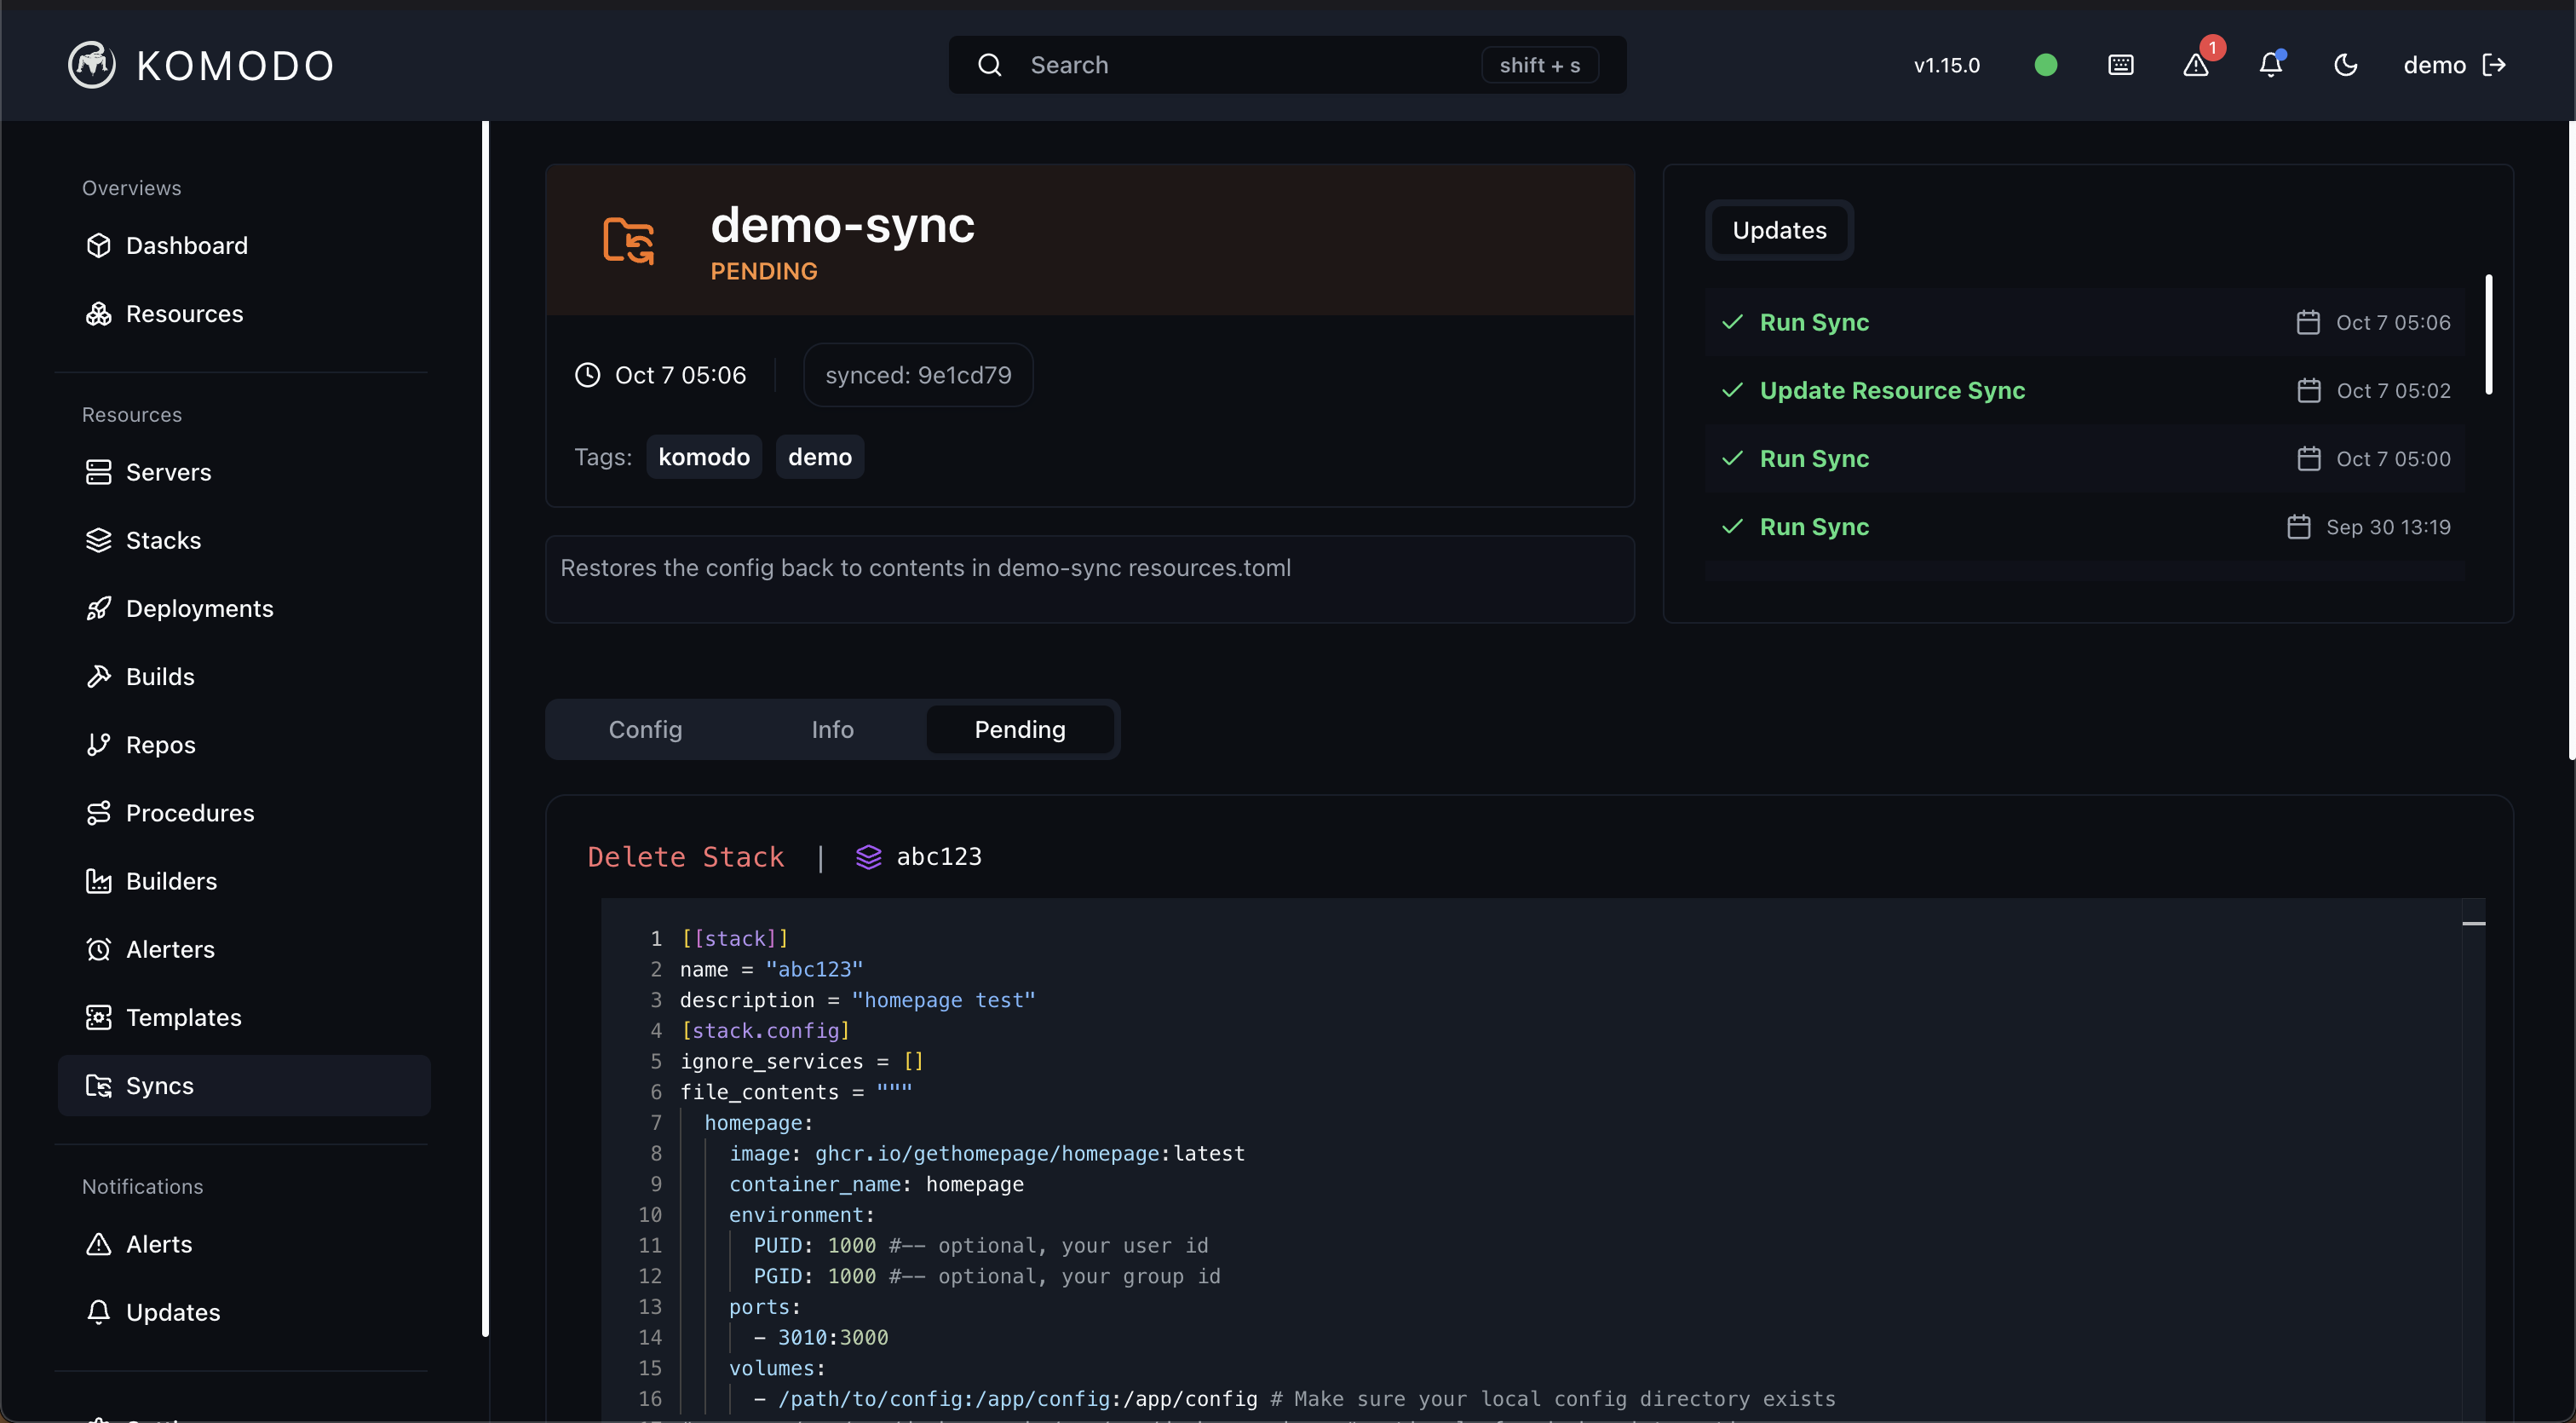 KOMODO
Search
shift + s
v1.15.0
1
demo
Overviews
Dashboard
Resources
Resources
Servers
Stacks
Deployments
Builds
Repos
Procedures
Builders
Alerters
Templates
Syncs
Notifications
Alerts
Updates
demo-sync
PENDING
Oct 7 05:06
synced: 9e1cd79
Tags: komodo demo
Restores the config back to contents in demo-sync resources.toml
Updates
Run Sync Oct 7 05:06
Update Resource Sync Oct 7 05:02
Run Sync Oct 7 05:00
Run Sync Sep 30 13:19
Config Info Pending
Delete Stack | abc123
1 [[stack]]
2 name = "abc123"
3 description = "homepage test"
4 [stack.config]
5 ignore_services = []
6 file_contents = """
7 homepage:
8 image: ghcr.io/gethomepage/homepage:latest
9 container_name: homepage
10 environment:
11 PUID: 1000 #-- optional, your user id
12 PGID: 1000 #-- optional, your group id
13 ports:
14 - 3010:3000
15 volumes:
16 - /path/to/config:/app/config:/app/config # Make sure your local config directory exists